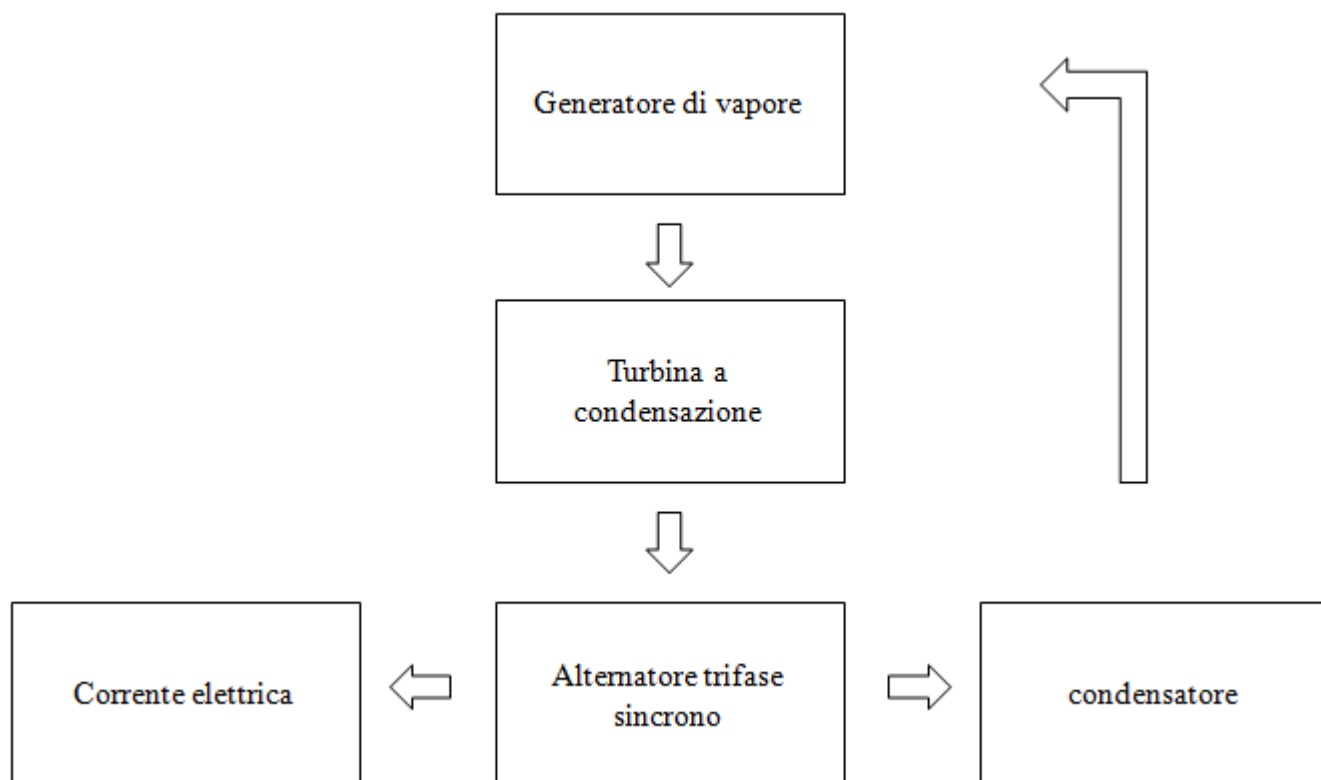 Generatore di vapore
Turbina a
condensazione
Corrente elettrica
Alternatore trifase
sincrono
condensatore